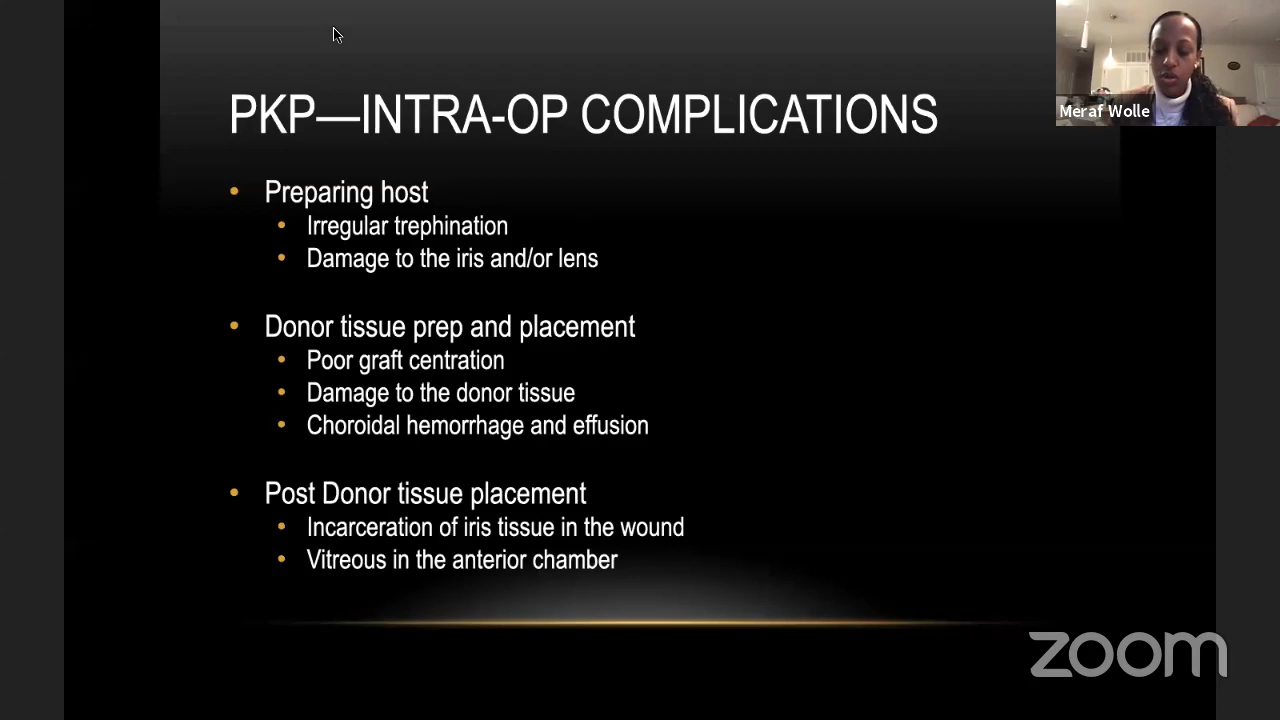 PKP—INTRA-OP COMPLICATIONS
Meraf Wolle
• Preparing host
• Irregular trephination
• Damage to the iris and/or lens
• Donor tissue prep and placement
• Poor graft centration
• Damage to the donor tissue
• Choroidal hemorrhage and effusion
• Post Donor tissue placement
• Incarceration of iris tissue in the wound
• Vitreous in the anterior chamber
zoom